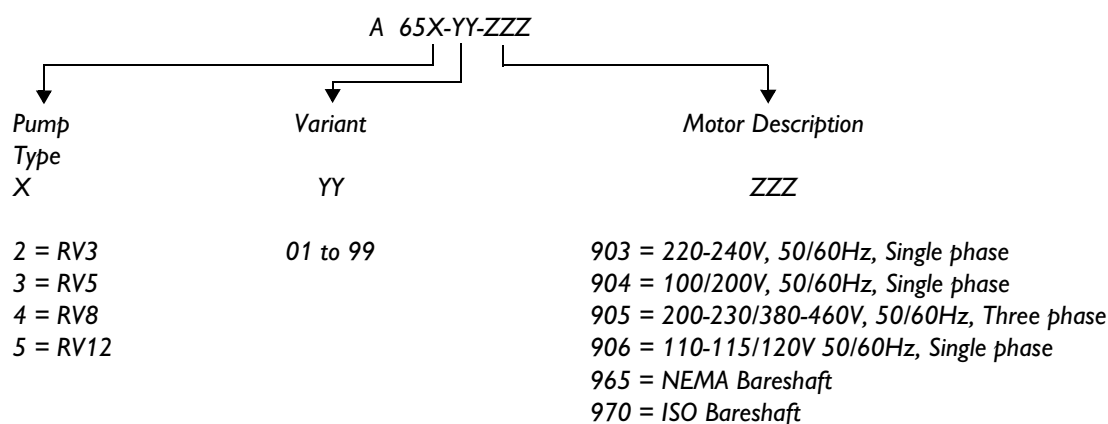 A 65X-YY-ZZZ
Pump Variant Motor Description
Type
X YY ZZZ
2 = RV3 01 to 99 903 = 220-240V, 50/60Hz, Single phase
3 = RV5 904 = 100/200V, 50/60Hz, Single phase
4 = RV8 905 = 200-230/380-460V, 50/60Hz, Three phase
5 = RV12 906 = 110-115/120V 50/60Hz, Single phase
965 = NEMA Bareshaft
970 = ISO Bareshaft